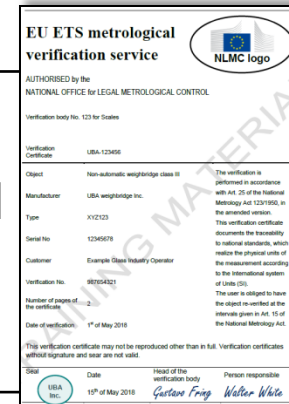 EU ETS metrological
verification service
NLMC logo
AUTHORISED by the
NATIONAL OFFICE for LEGAL METROLOGICAL CONTROL
Verification body No. 123 for Scales
Verification
Certificate
UBA-123456
Object
Non-automatic weighbridge class III
Manufacturer
UBA weighbridge Inc.
Type
XYZ123
Serial No
12345678
Customer
Example Glass Industry Operator
Verification No.
987654321
Number of pages of
the certificate
2
Date of verification:
1st of May 2018
The verification is
performed in accordance
with Art. 25 of the National
Metrology Act 123/1950, in
the amended version.
This verification certificate
documents the traceability
to national standards, which
realize the physical units of
the measurement according
to the International system
of Units (SI).
The user is obliged to have
the object re-verified at the
intervals given in Art. 15 of
the National Metrology Act.
This verification certificate may not be reproduced other than in full. Verification certificates
without signature and sear are not valid.
Seal
UBA
Inc.
Date
15th of May 2018
Head of the
verification body
Gustavo Fring
Person responsible
Walter White